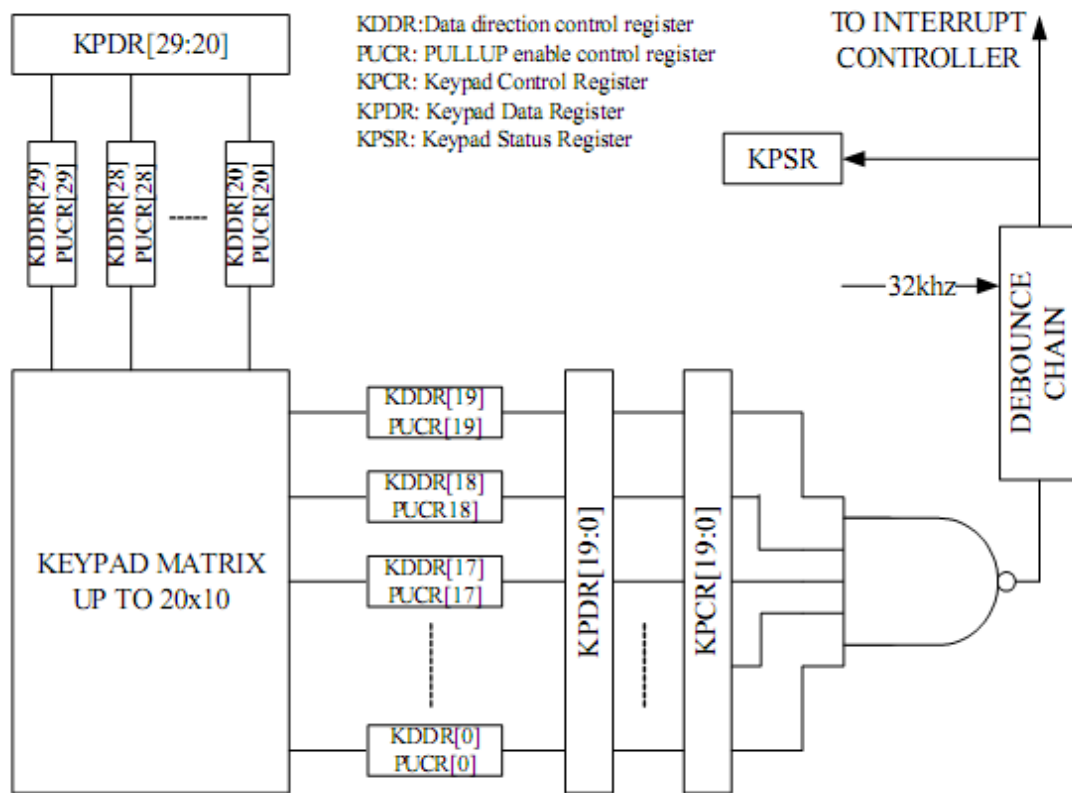 KPDR[29:20]
KDDR:Data direction control register
PUCR: PULLUP enable control register
KPCR: Keypad Control Register
KPDR: Keypad Data Register
KPSR: Keypad Status Register
TO INTERRUPT
CONTROLLER
KPSR
KDDR[29]
PUCR[29]
KDDR[28]
PUCR[28]
KDDR[20]
PUCR[20]
32khz
DEBOUNCE
CHAIN
KEYPAD MATRIX
UP TO 20x10
KDDR[19]
PUCR[19]
KDDR[18]
PUCR18]
KDDR[17]
PUCR[17]
KDDR[0]
PUCR[0]
KPDR[19:0]
KPCR[19:0]